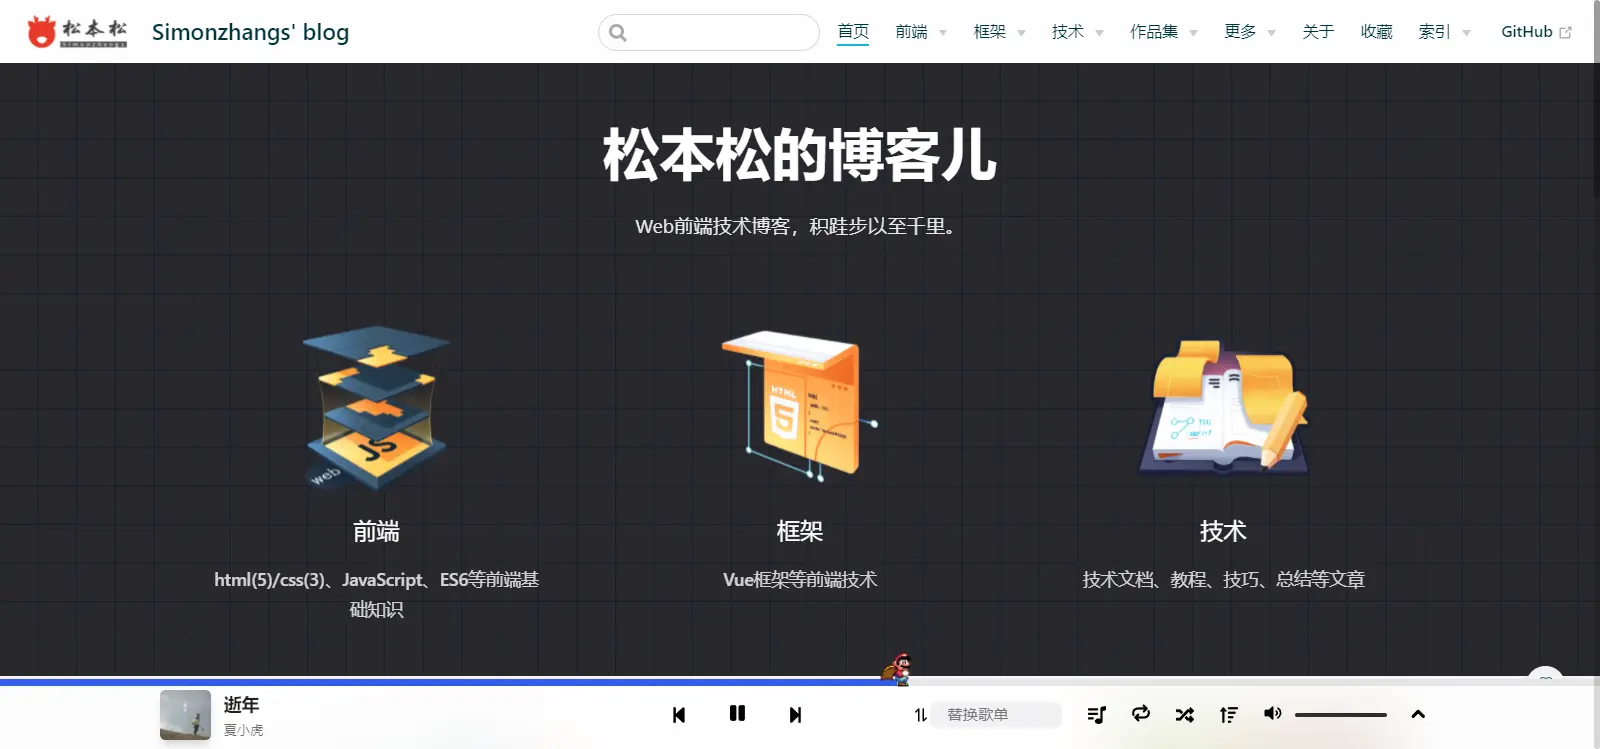 松本松
Simonzhangs
Simonzhangs' blog
首页
前端
框架
技术
作品集
更多
关于
收藏
索引
GitHub
松本松的博客儿
Web前端技术博客，积跬步以至千里。
JS
web
HTML
5
前端
框架
技术
html(5)/css(3)、JavaScript、ES6等前端基
础知识
Vue框架等前端技术
技术文档、教程、技巧、总结等文章
逝年
夏小虎
替换歌单